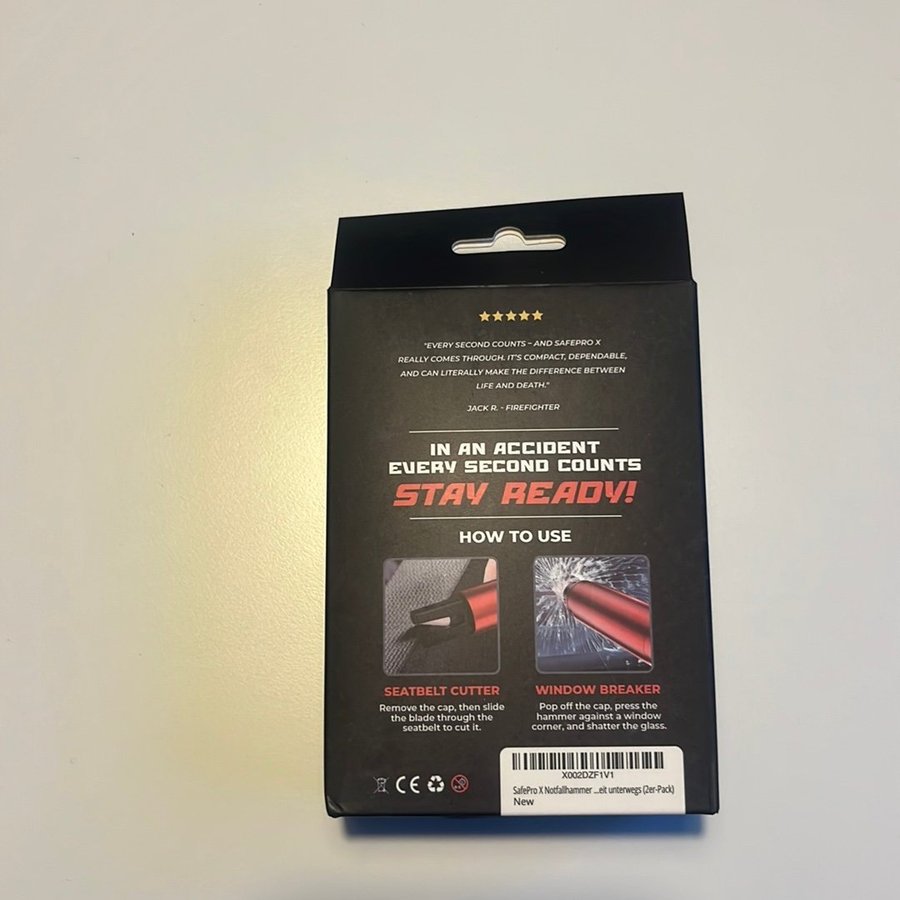 "EVERY SECOND COUNTS – AND SAFEPRO X
REALLY COMES THROUGH. IT'S COMPACT, DEPENDABLE,
AND CAN LITERALLY MAKE THE DIFFERENCE BETWEEN
LIFE AND DEATH."
JACK R. - FIREFIGHTER
IN AN ACCIDENT
EVERY SECOND COUNTS
STAY READY!
HOW TO USE
SEATBELT CUTTER
Remove the cap, then slide
the blade through the
seatbelt to cut it.
WINDOW BREAKER
Pop off the cap, press the
hammer against a window
corner, and shatter the glass.
CE
X002DZF1V1
SafePro X Notfallhammer ...eit unterwegs (2er-Pack)
New